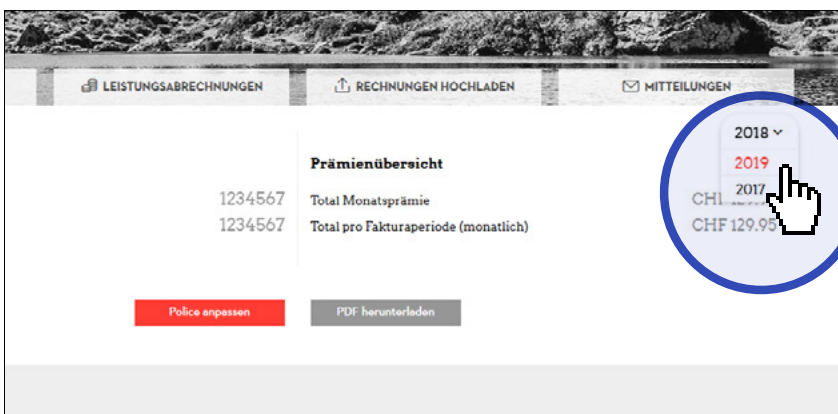 LEISTUNGSABRECHNUNGEN
RECHNUNGEN HOCHLADEN
MITTEILUNGEN
2018
2019
2017
Prämienübersicht
1234567
Total Monatsprämie
1234567
Total pro Fakturaperiode (monatlich)
CHF 129.95
Police anpassen
PDF herunterladen